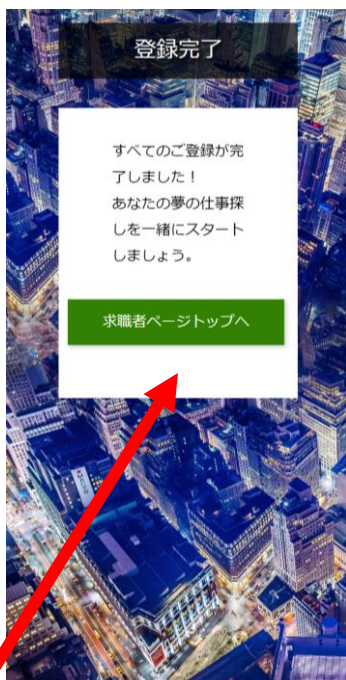 登録完了
すべてのご登録が完
了しました！
あなたの夢の仕事探
しを一緒にスタート
しましょう。
求職者ページトップへ